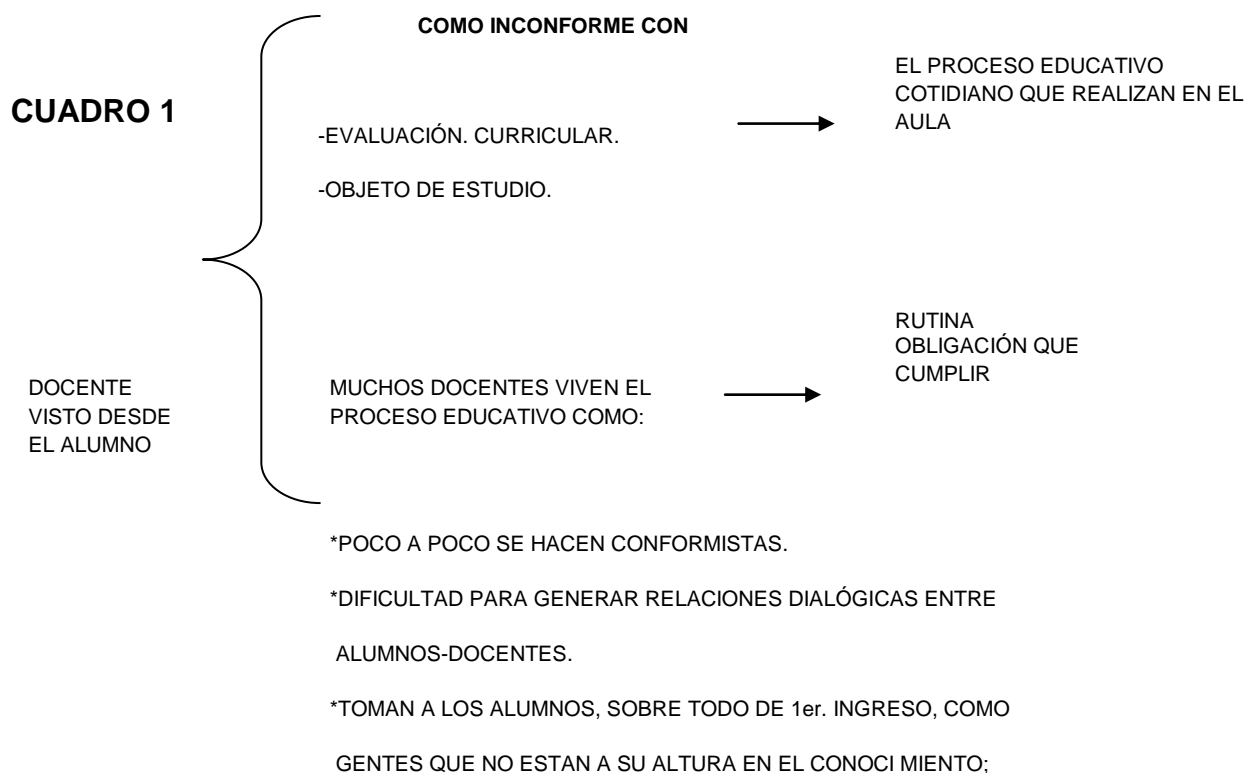 COMO INCONFORME CON
CUADRO 1
EL PROCESO EDUCATIVO
COTIDIANO QUE REALIZAN EN EL
AULA
-EVALUACIÓN. CURRICULAR.
-OBJETO DE ESTUDIO.
DOCENTE
VISTO DESDE
EL ALUMNO
MUCHOS DOCENTES VIVEN EL
PROCESO EDUCATIVO COMO:
RUTINA
OBLIGACIÓN QUE
CUMPLIR
*POCO A POCO SE HACEN CONFORMISTAS.
*DIFICULTAD PARA GENERAR RELACIONES DIALÓGICAS ENTRE
ALUMNOS-DOCENTES.
*TOMAN A LOS ALUMNOS, SOBRE TODO DE 1er. INGRESO, COMO
GENTES QUE NO ESTAN A SU ALTURA EN EL CONOCI MIENTO;